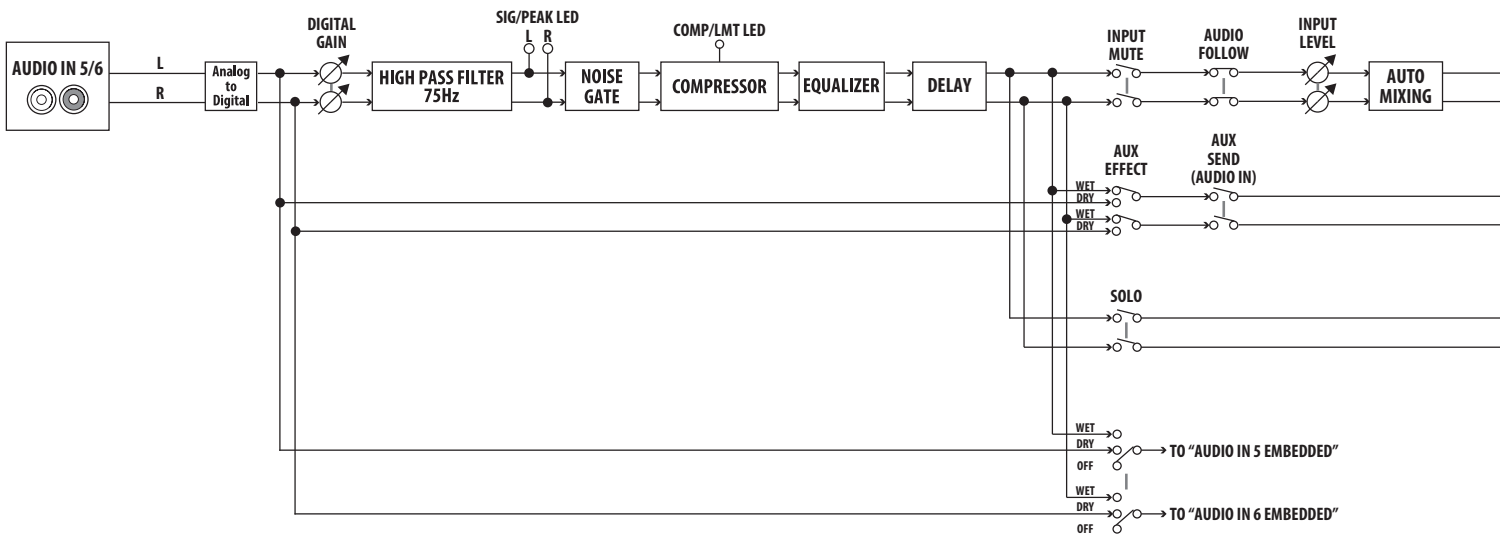 AUDIO IN 5/6
L
R
Analog
to
Digital
DIGITAL
GAIN
HIGH PASS FILTER
75Hz
SIG/PEAK LED
L R
NOISE
GATE
COMP/LMT LED
COMPRESSOR
EQUALIZER
DELAY
INPUT
MUTE
AUDIO
FOLLOW
INPUT
LEVEL
AUTO
MIXING
AUX
EFFECT
AUX
SEND
(AUDIO IN)
WET
DRY
WET
DRY
SOLO
WET
DRY
OFF
TO “AUDIO IN 5 EMBEDDED”
WET
DRY
OFF
TO “AUDIO IN 6 EMBEDDED”